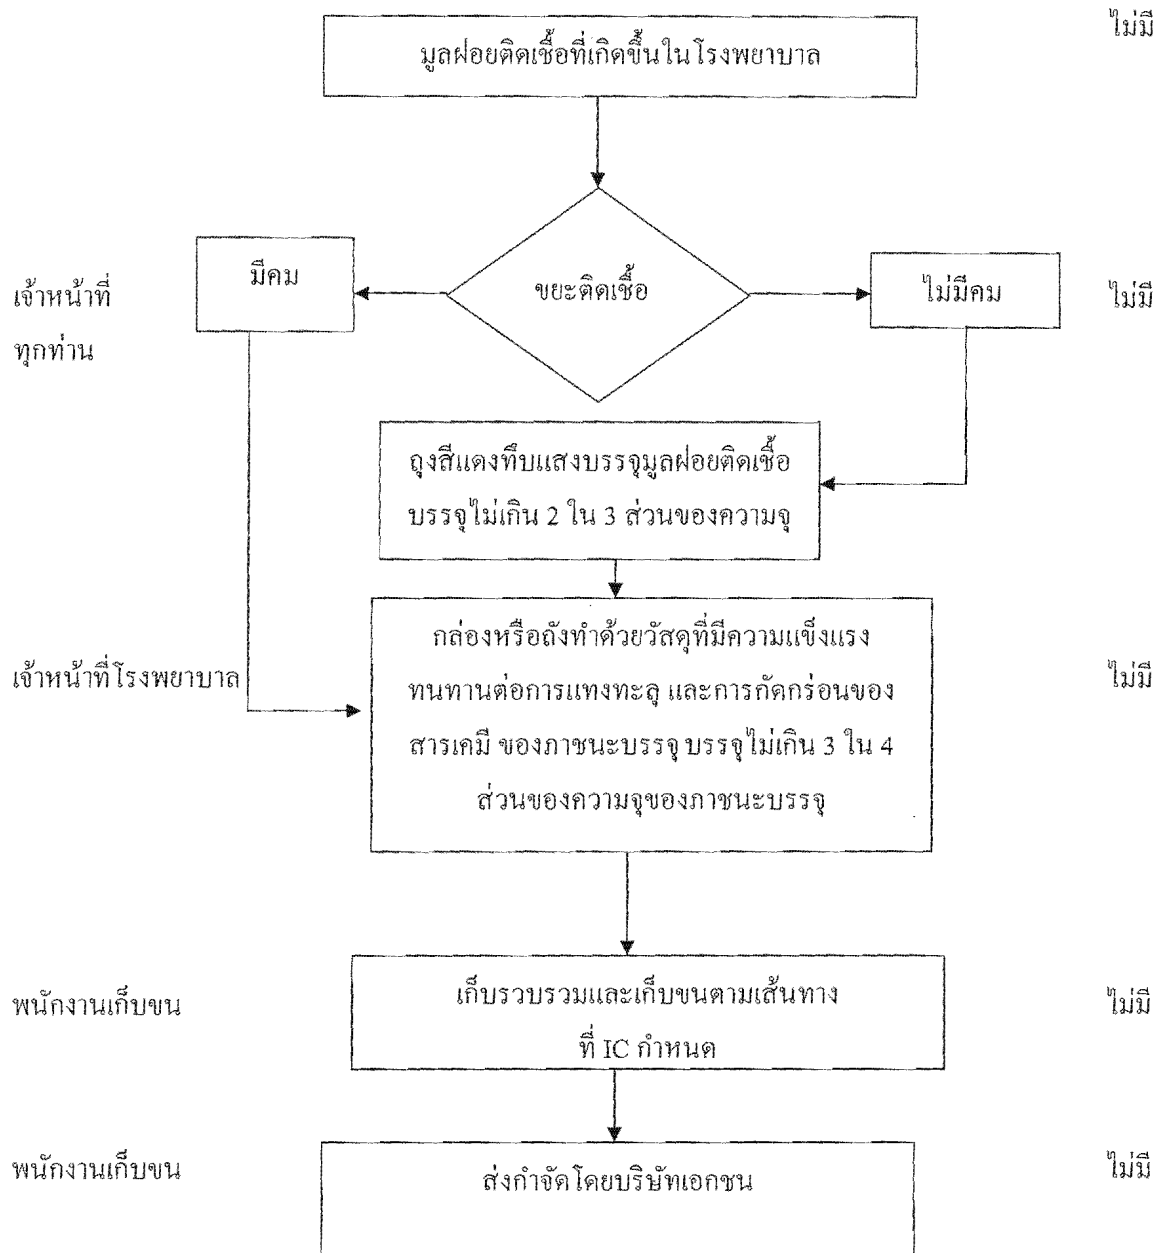 ไม่มี
มูลฝอยติดเชื้อที่เกิดขึ้นในโรงพยาบาล
มีคม
ขยะติดเชื้อ
ไม่มีคม
เจ้าหน้าที่
ทุกท่าน
ไม่มี
ถุงสีแดงทึบแสงบรรจุมูลฝอยติดเชื้อ
บรรจุไม่เกิน 2 ใน 3 ส่วนของความจุ
กล่องหรือถังทำด้วยวัสดุที่มีความแข็งแรง
ทนทานต่อการแทงทะลุ และการกัดกร่อนของ
สารเคมี ของภาชนะบรรจุ บรรจุไม่เกิน 3 ใน 4
ส่วนของความจุของภาชนะบรรจุ
เจ้าหน้าที่โรงพยาบาล
ไม่มี
พนักงานเก็บขน
เก็บรวบรวมและเก็บขนตามเส้นทาง
ที่ IC กำหนด
ไม่มี
พนักงานเก็บขน
ส่งกำจัดโดยบริษัทเอกชน
ไม่มี